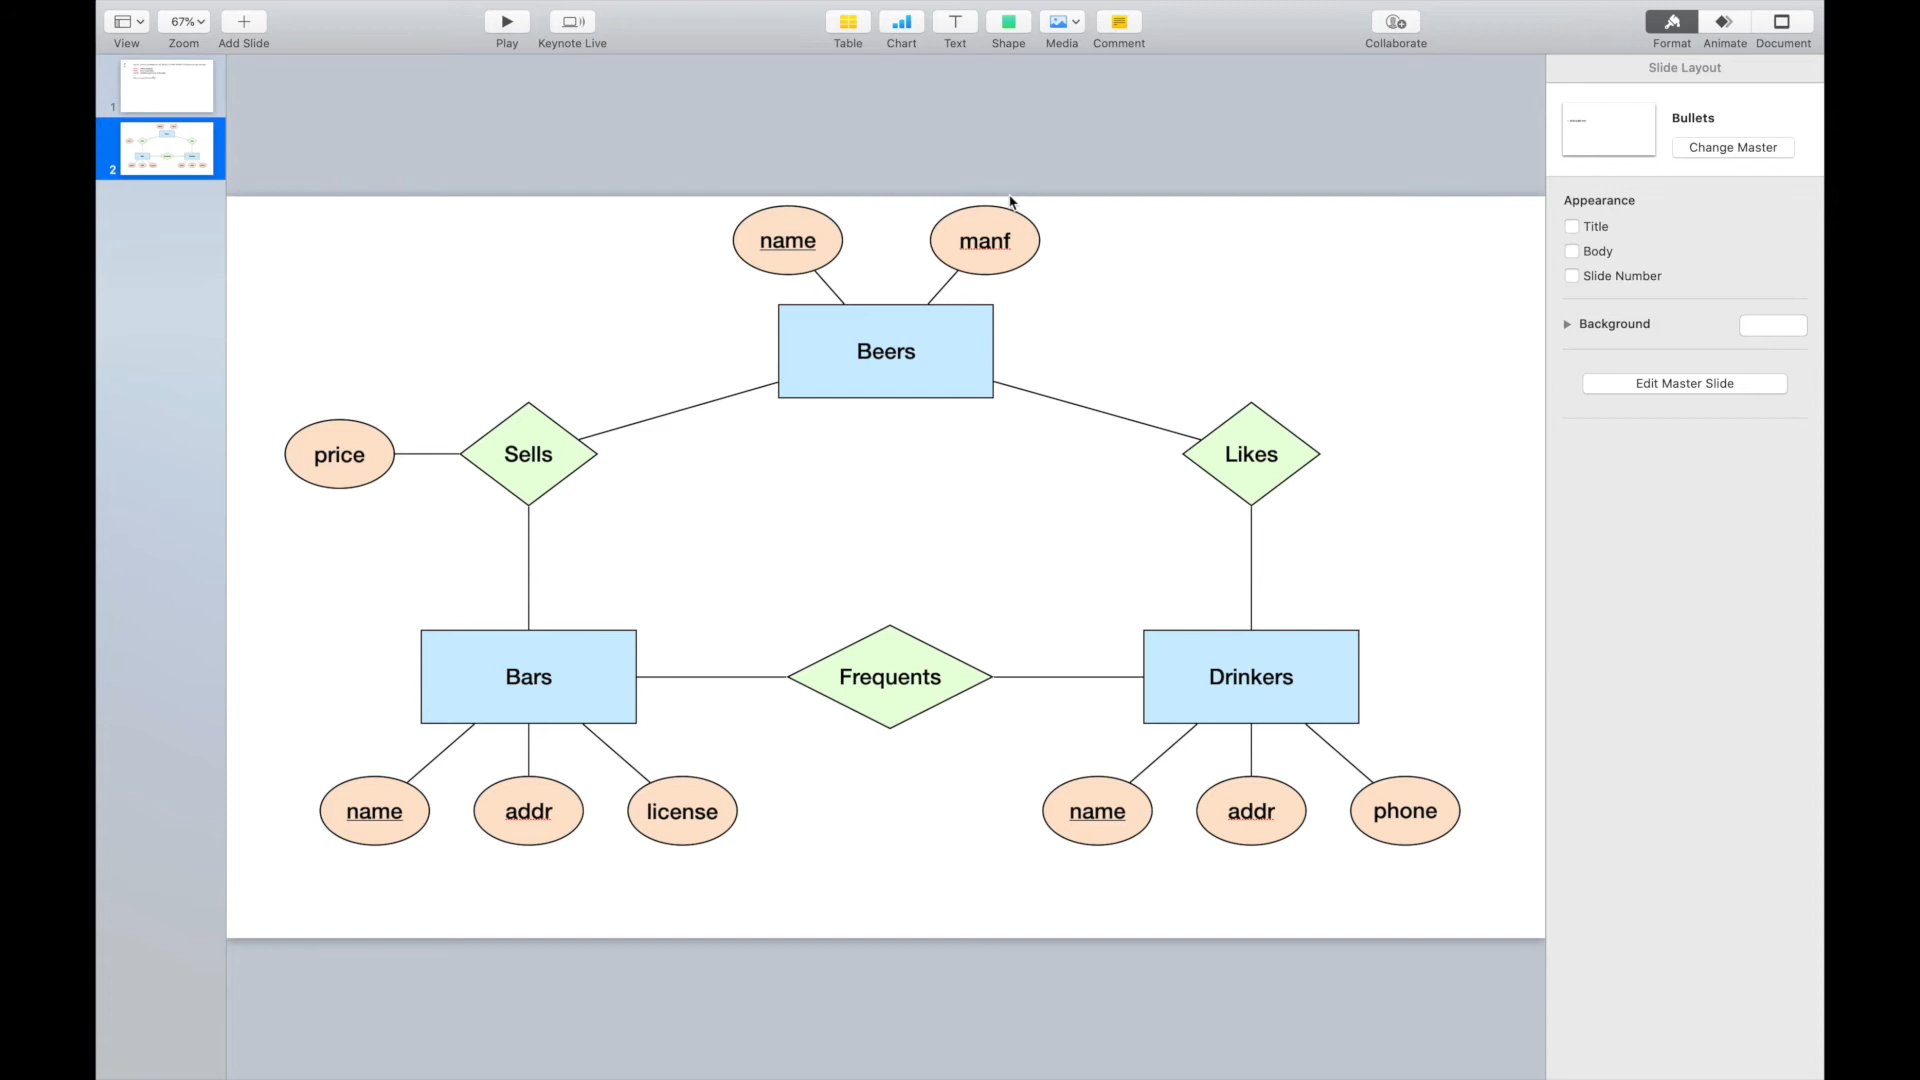 67%
View
Zoom
Add Slide
Play
Keynote Live
Table
Chart
Text
Shape
Media
Comment
Collaborate
Format
Animate
Document
1
2
Slide Layout
Bullets
Change Master
Appearance
Title
Body
Slide Number
Background
Edit Master Slide
name
manf
Beers
price
Sells
Likes
Bars
Frequents
Drinkers
name
addr
license
name
addr
phone